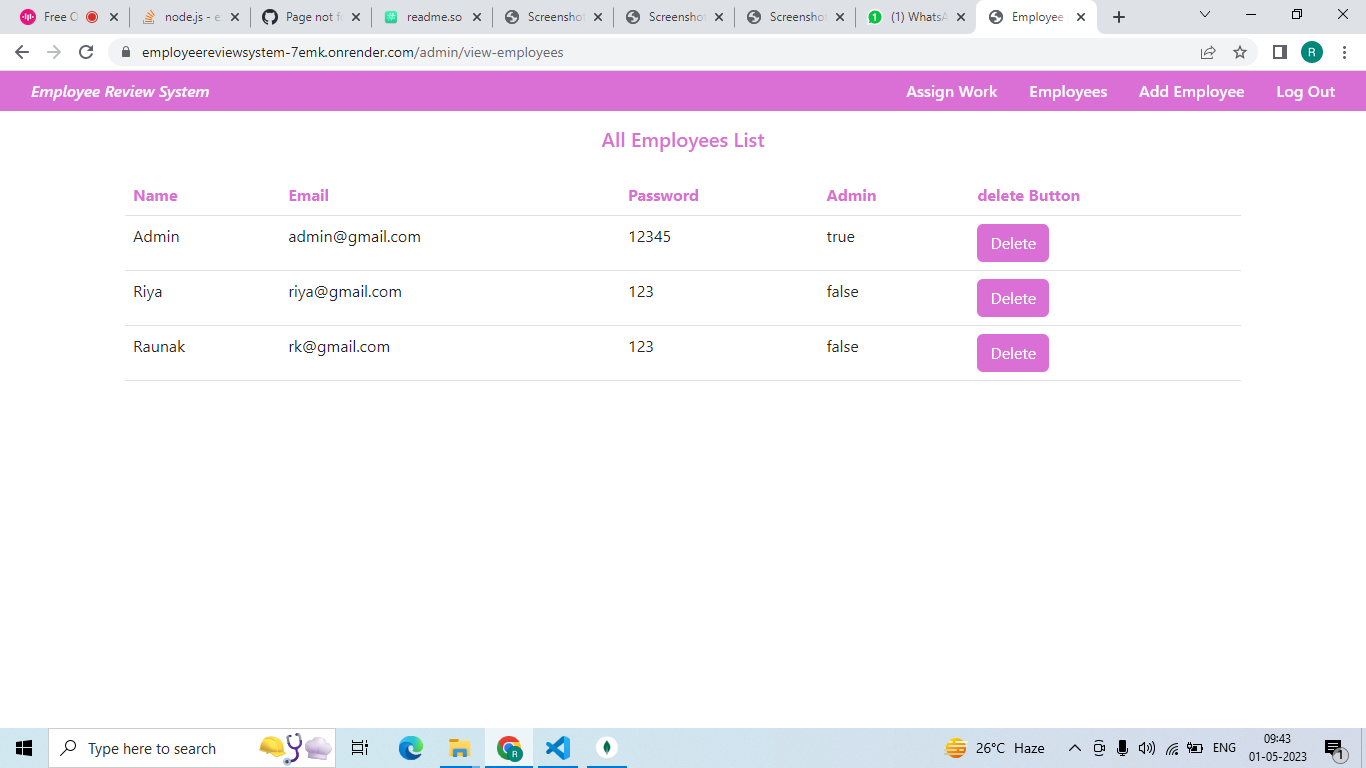 Free O
node.js - e
Page not f
readme.so
Screensho
Screensho
Screensho
(1) Whats
Employee
employeereviewsystem-7emk.onrender.com/admin/view-employees
R
Employee Review System Assign Work Employees Add Employee Log Out
All Employees List
Name Email Password Admin delete Button
Admin admin@gmail.com 12345 true Delete
Riya riya@gmail.com 123 false Delete
Raunak rk@gmail.com 123 false Delete
Type here to search
26°C Haze
ENG
09:43
01-05-2023
1